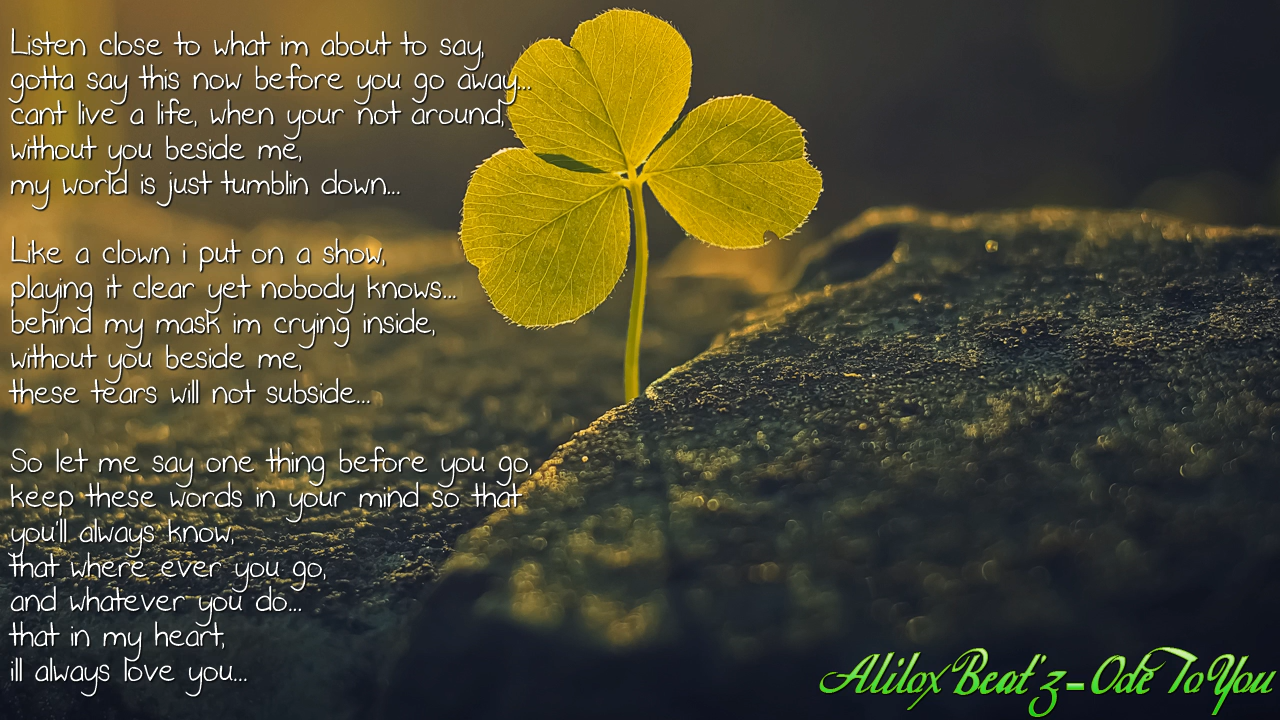 Listen close to what im about to say,
gotta say this now before you go away...
cant live a life, when your not around,
without you beside me,
my world is just tumblin down...
Like a clown i put on a show,
playing it clear yet nobody knows...
behind my mask im crying inside,
without you beside me,
these tears will not subside...
So let me say one thing before you go,
keep these words in your mind so that
you'll always know,
that where ever you go,
and whatever you do...
that in my heart,
ill always love you...
Alilox Beat'z-Ode To You